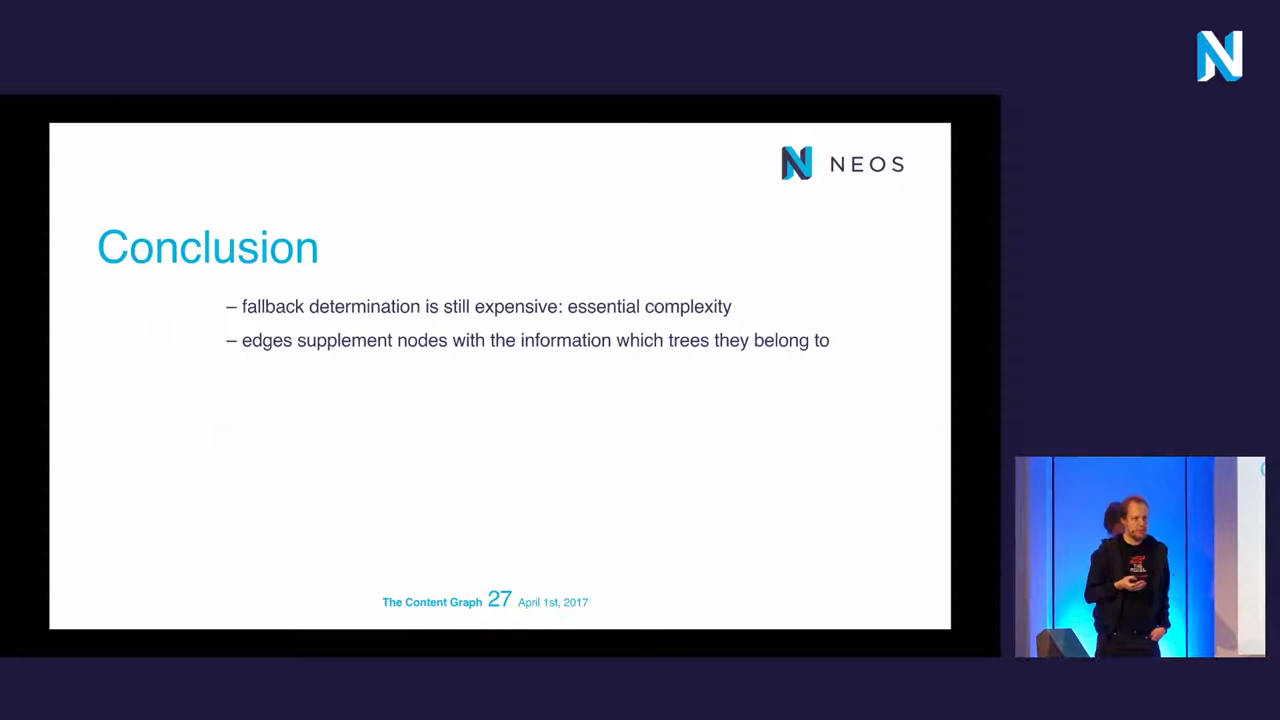 NEOS
Conclusion
– fallback determination is still expensive: essential complexity
– edges supplement nodes with the information which trees they belong to
The Content Graph 27 April 1st, 2017